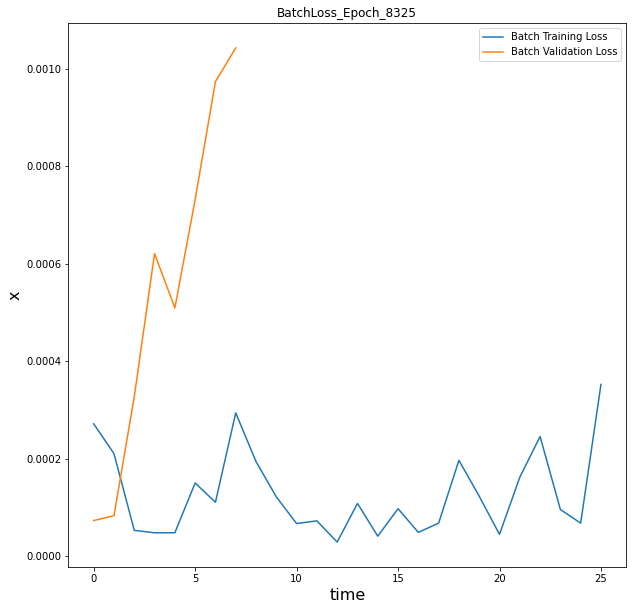 BatchLoss_Epoch_8325
Batch Training Loss
Batch Validation Loss
0.0010
0.0008
0.0006
0.0004
0.0002
0.0000
x
0
5
10
15
20
25
time